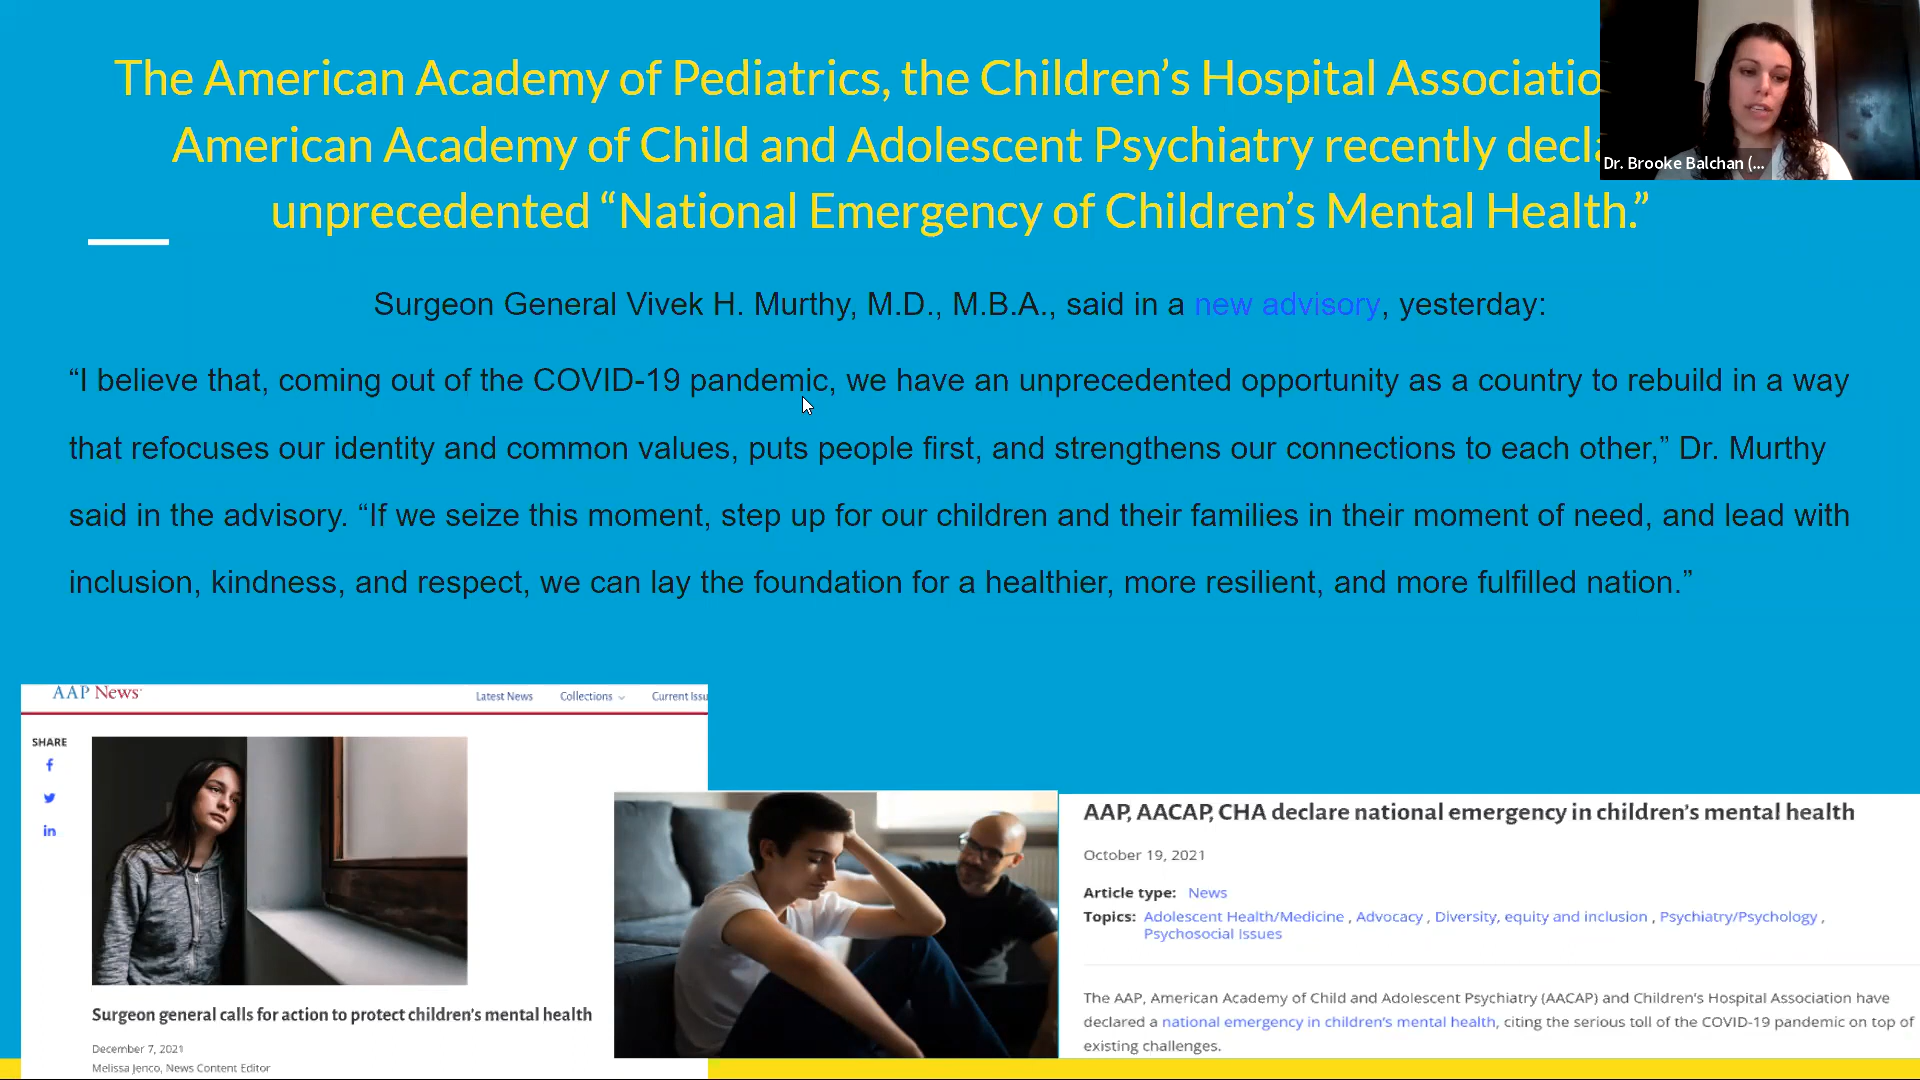 The American Academy of Pediatrics, the Children's Hospital Associatio
American Academy of Child and Adolescent Psychiatry recently decla
unprecedented “National Emergency of Children's Mental Health.”
Dr. Brooke Balchan (...
Surgeon General Vivek H. Murthy, M.D., M.B.A., said in a new advisory, yesterday:
“I believe that, coming out of the COVID-19 pandemic, we have an unprecedented opportunity as a country to rebuild in a way
that refocuses our identity and common values, puts people first, and strengthens our connections to each other,” Dr. Murthy
said in the advisory. “If we seize this moment, step up for our children and their families in their moment of need, and lead with
inclusion, kindness, and respect, we can lay the foundation for a healthier, more resilient, and more fulfilled nation.”
AAP News
Latest News Collections Current Issu
SHARE
Surgeon general calls for action to protect children's mental health
December 7, 2021
Melissa Jenco, News Content Editor
AAP, AACAP, CHA declare national emergency in children's mental health
October 19, 2021
Article type: News
Topics: Adolescent Health/Medicine , Advocacy , Diversity, equity and inclusion , Psychiatry/Psychology ,
Psychosocial Issues
The AAP, American Academy of Child and Adolescent Psychiatry (AACAP) and Children's Hospital Association have
declared a national emergency in children's mental health, citing the serious toll of the COVID-19 pandemic on top of
existing challenges.